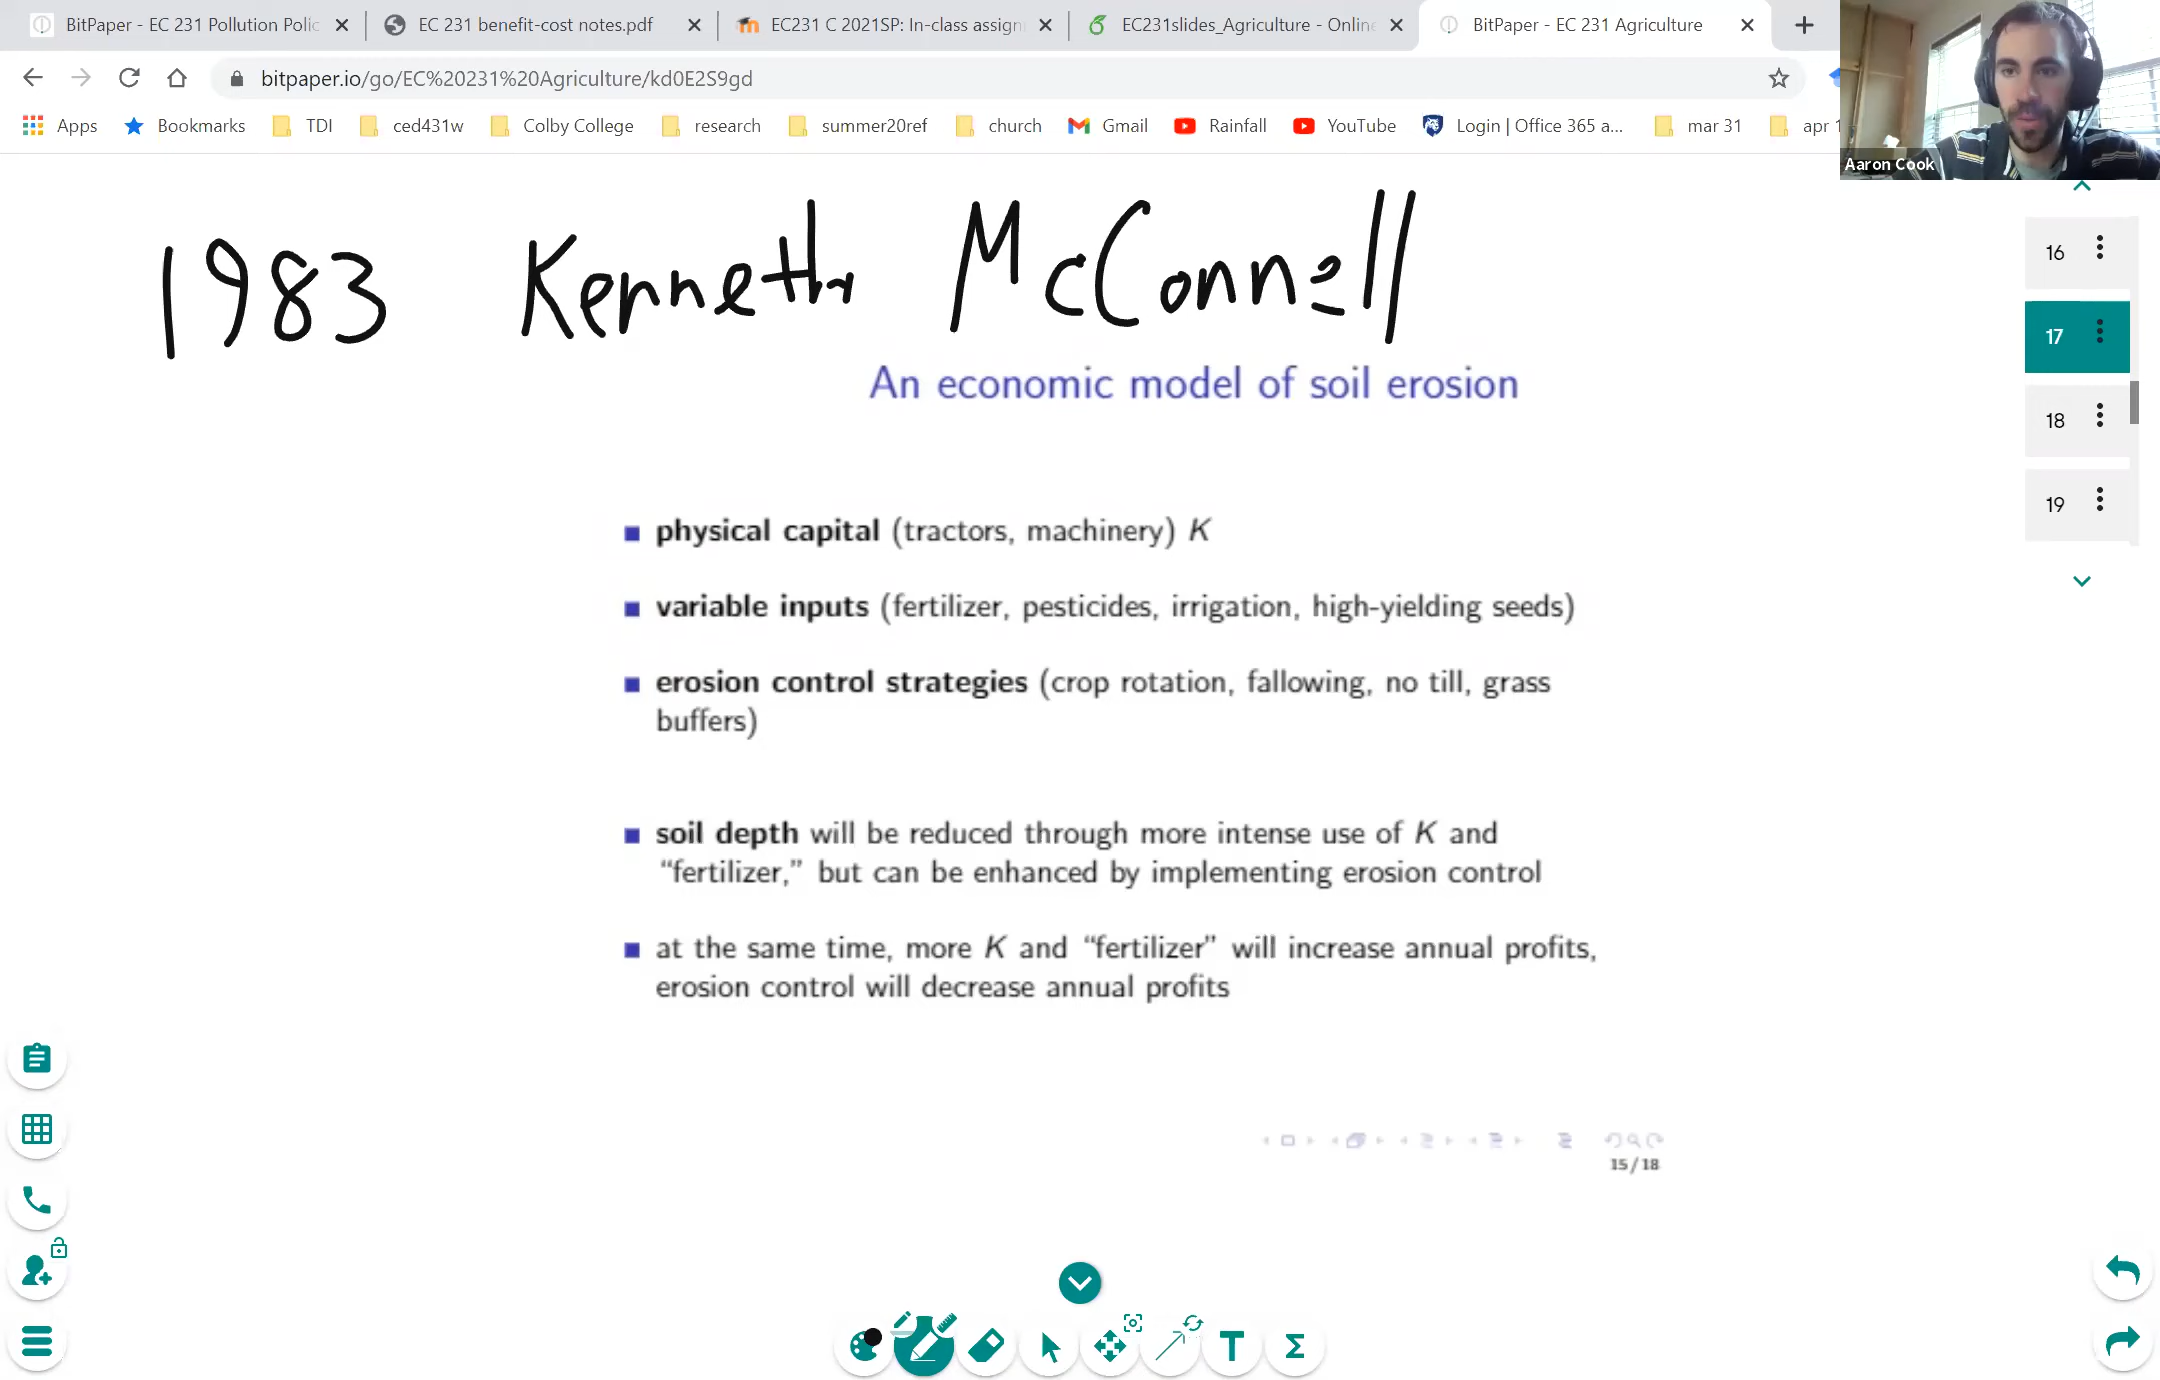 BitPaper - EC 231 Pollution Polic
EC 231 benefit-cost notes.pdf
EC231 C 2021SP: In-class assign
EC231slides_Agriculture - Online
BitPaper - EC 231 Agriculture
bitpaper.io/go/EC%20231%20Agriculture/kd0E2S9gd
Apps Bookmarks TDI ced431w Colby College research summer20ref church Gmail Rainfall YouTube Login | Office 365 a... mar 31 apr 1
Aaron Cook
1983 Kenneth McConnell
An economic model of soil erosion
physical capital (tractors, machinery) K
variable inputs (fertilizer, pesticides, irrigation, high-yielding seeds)
erosion control strategies (crop rotation, fallowing, no till, grass
buffers)
soil depth will be reduced through more intense use of K and
“fertilizer,” but can be enhanced by implementing erosion control
at the same time, more K and “fertilizer” will increase annual profits,
erosion control will decrease annual profits
15/18
16
17
18
19
T
Σ